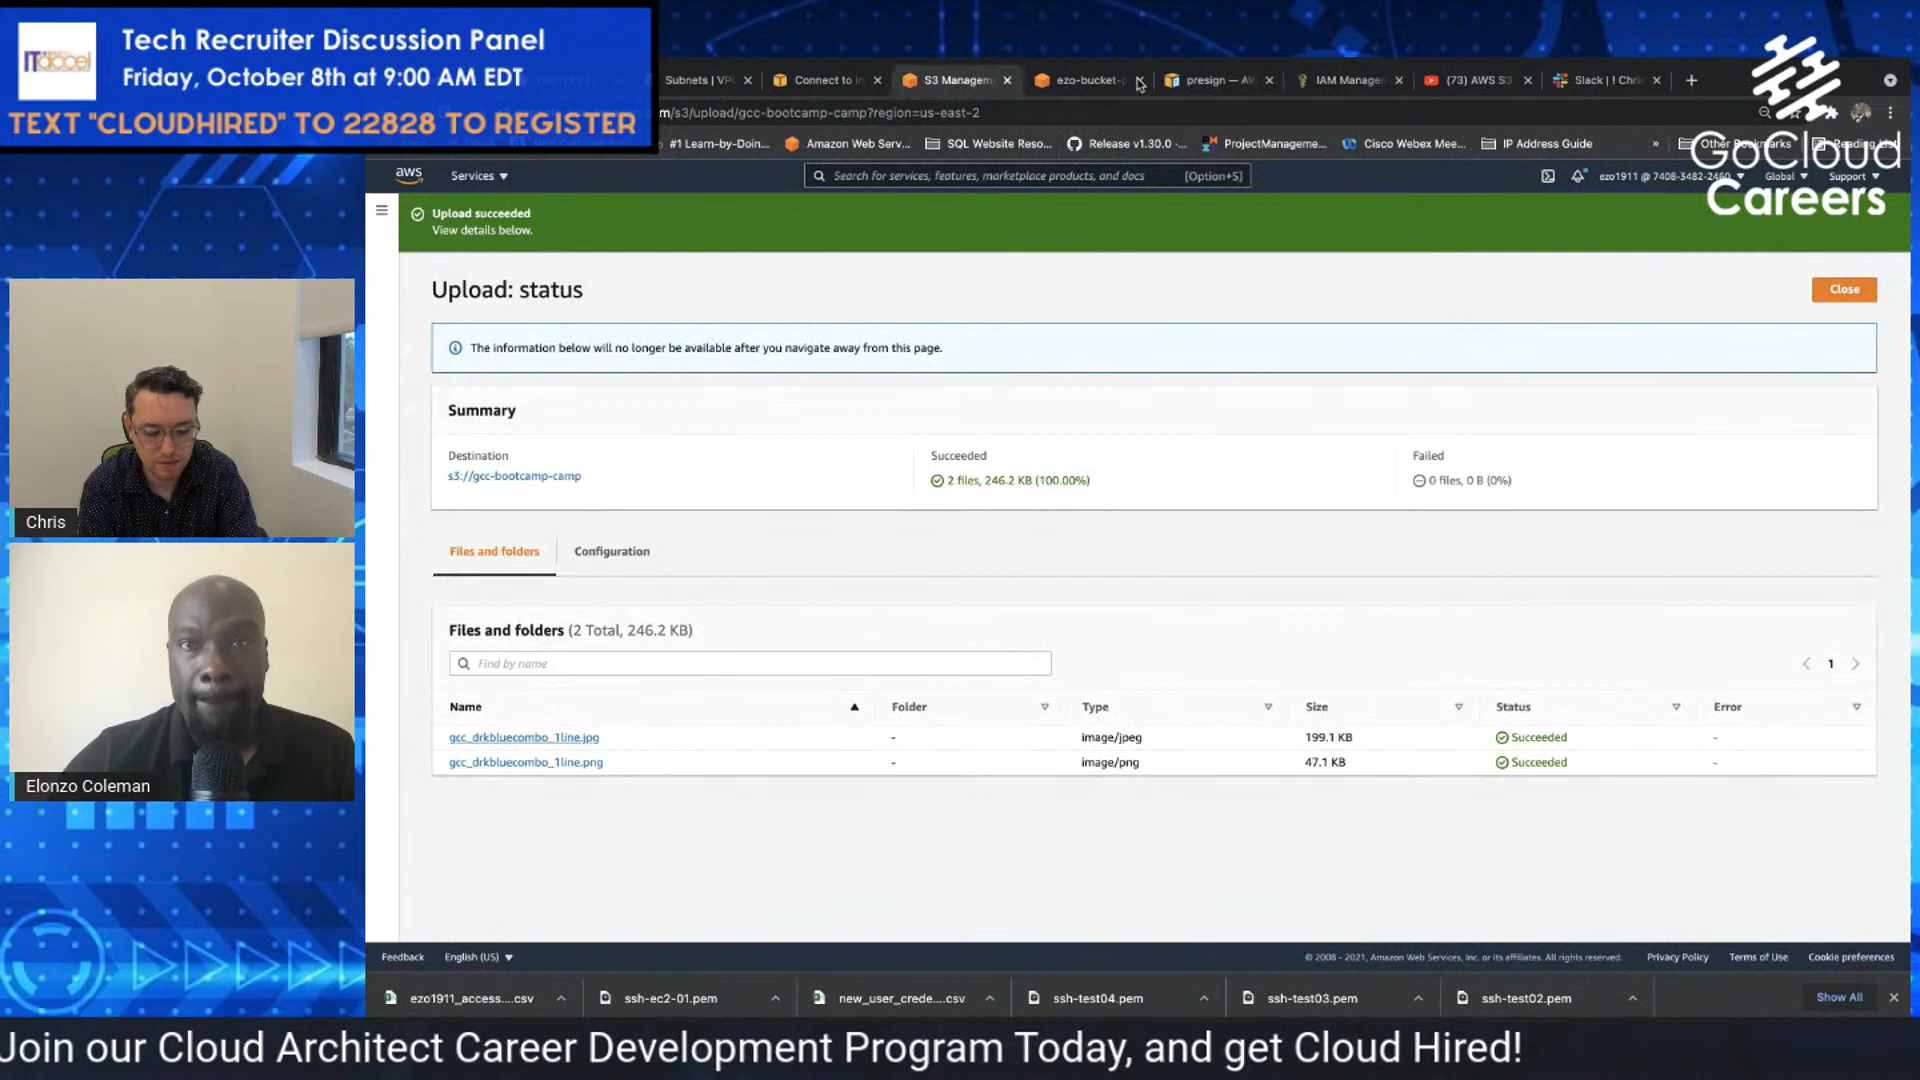 ITaccel
Tech Recruiter Discussion Panel
Friday, October 8th at 9:00 AM EDT
TEXT "CLOUDHIRED" TO 22828 TO REGISTER
Subnets | VP
Connect to in
S3 Managem
ezo-bucket-
presign — AW
IAM Manage
(73) AWS S3
Slack | ! Chri
m/s3/upload/gcc-bootcamp-camp?region=us-east-2
#1 Learn-by-Doin...
Amazon Web Serv...
SQL Website Reso...
Release v1.30.0 ·...
ProjectManageme...
Cisco Webex Mee...
IP Address Guide
»
Other Bookmarks
Reading List
GoCloud
Careers
aws
Services
Search for services, features, marketplace products, and docs
[Option+S]
ezo1911 @ 7408-3482-2460
Global
Support
Upload succeeded
View details below.
Upload: status
Close
The information below will no longer be available after you navigate away from this page.
Summary
Destination
s3://gcc-bootcamp-camp
Succeeded
2 files, 246.2 KB (100.00%)
Failed
0 files, 0 B (0%)
Files and folders
Configuration
Files and folders (2 Total, 246.2 KB)
Find by name
1
Name
Folder
Type
Size
Status
Error
gcc_drkbluecombo_1line.jpg
-
image/jpeg
199.1 KB
Succeeded
-
gcc_drkbluecombo_1line.png
-
image/png
47.1 KB
Succeeded
-
Chris
Elonzo Coleman
Feedback
English (US)
© 2008 - 2021, Amazon Web Services, Inc. or its affiliates. All rights reserved.
Privacy Policy
Terms of Use
Cookie preferences
ezo1911_access....csv
ssh-ec2-01.pem
new_user_crede....csv
ssh-test04.pem
ssh-test03.pem
ssh-test02.pem
Show All
Join our Cloud Architect Career Development Program Today, and get Cloud Hired!